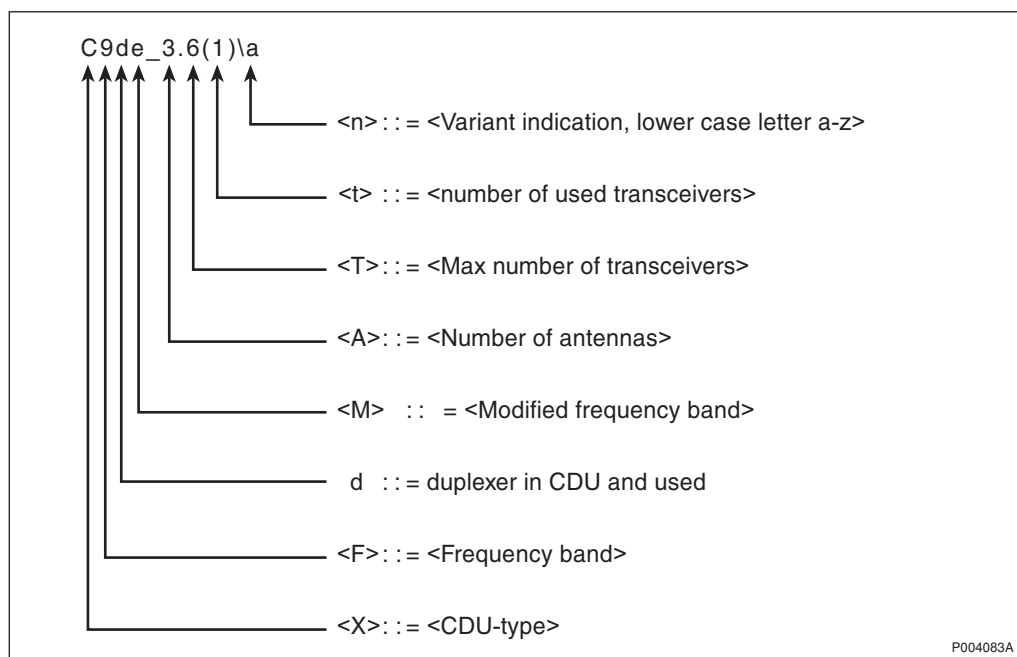 C9de_3.6(1)\a
<n>::= <Variant indication, lower case letter a-z>
<t> ::= <number of used transceivers>
<T>::= <Max number of transceivers>
<A>::= <Number of antennas>
<M> :: = <Modified frequency band>
d ::= duplexer in CDU and used
<F>::= <Frequency band>
<X>::= <CDU-type>
P004083A